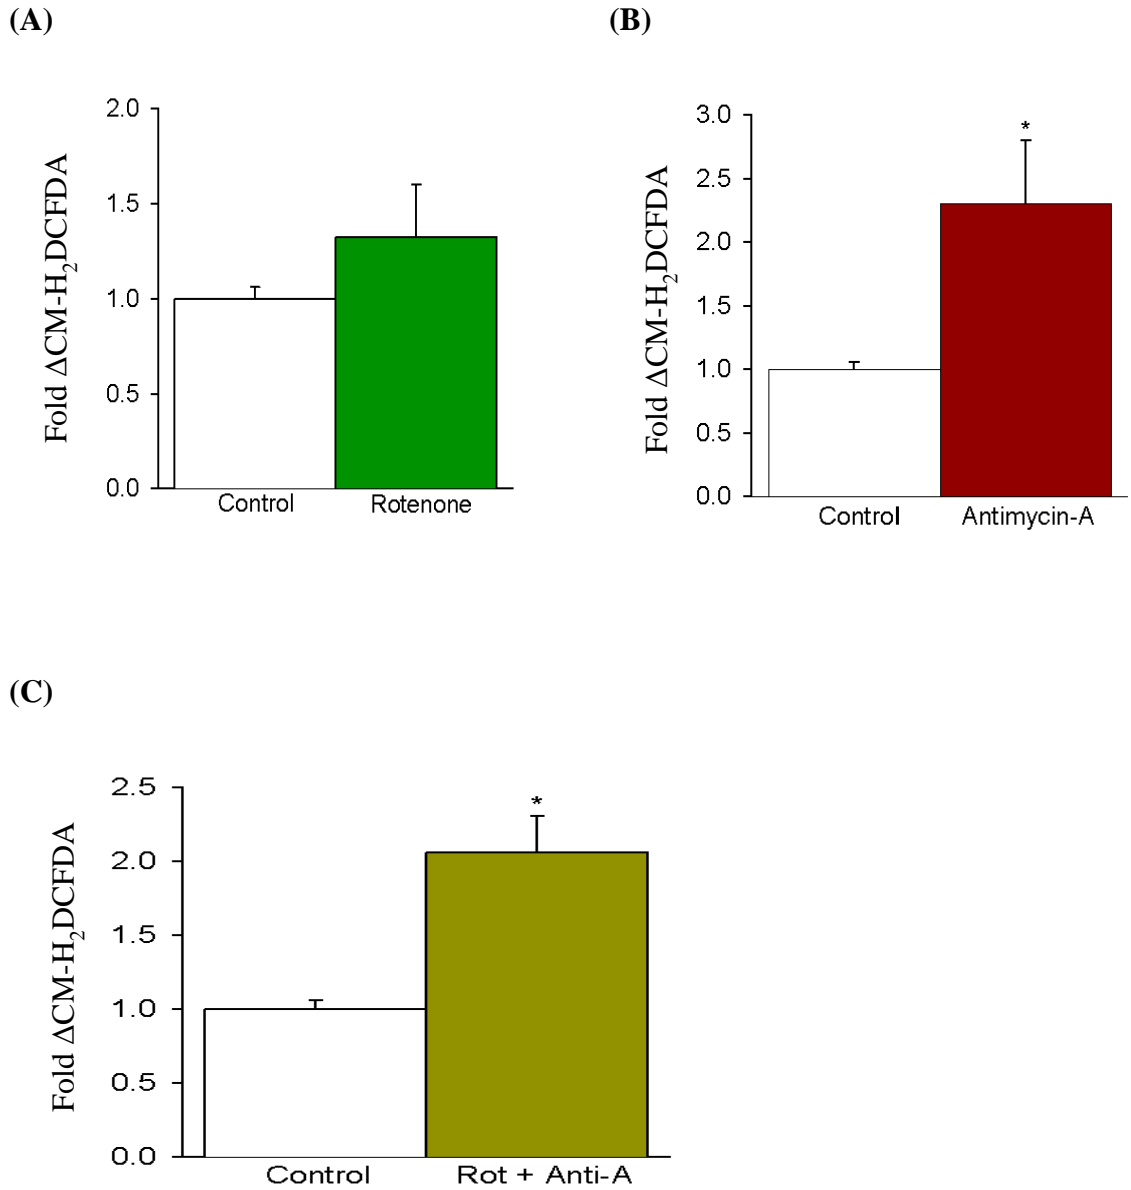 (A)
(B)
Fold ΔCM-H₂DCFDA
2.0
1.5
1.0
0.5
0.0
Control Rotenone
Fold ΔCM-H₂DCFDA
3.0
2.5
2.0
1.5
1.0
0.5
0.0
*
Control Antimycin-A
(C)
Fold ΔCM-H₂DCFDA
2.5
2.0
1.5
1.0
0.5
0.0
*
Control Rot + Anti-A